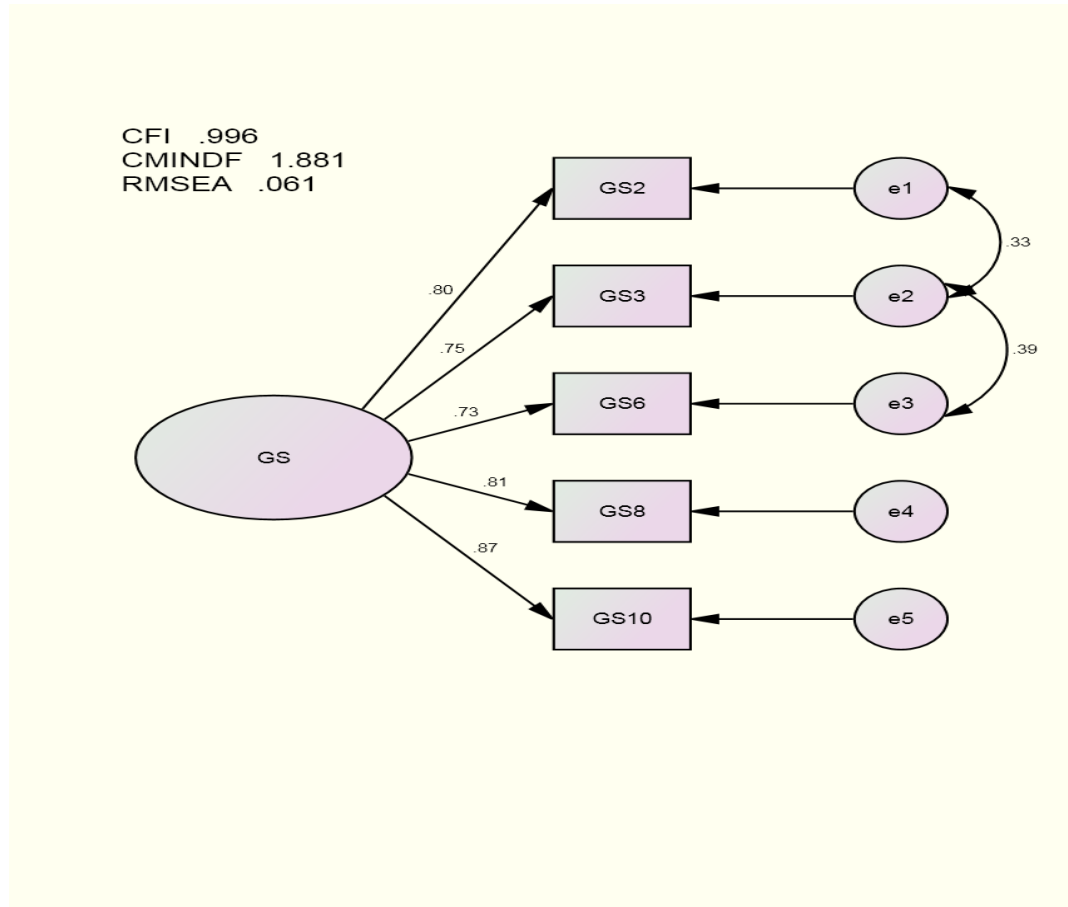 CFI .996
CMINDF 1.881
RMSEA .061
GS2
e1
.33
.80
GS3
e2
.75
.39
GS6
e3
.73
GS
.81
GS8
e4
.87
GS10
e5